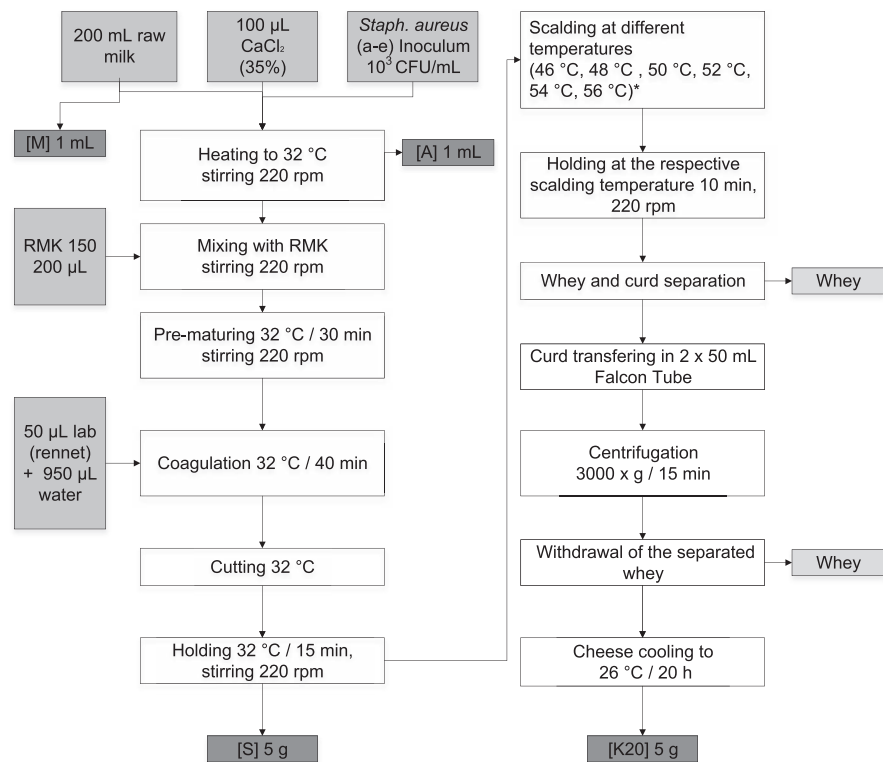 200 mL raw
milk
100 µL
CaCl₂
(35%)
Staph. aureus
(a-e) Inoculum
10³ CFU/mL
[M] 1 mL
Heating to 32 °C
stirring 220 rpm
[A] 1 mL
RMK 150
200 µL
Mixing with RMK
stirring 220 rpm
Pre-maturing 32 °C / 30 min
stirring 220 rpm
50 µL lab
(rennet)
+ 950 µL
water
Coagulation 32 °C / 40 min
Cutting 32 °C
Holding 32 °C / 15 min,
stirring 220 rpm
[S] 5 g
Scalding at different
temperatures
(46 °C, 48 °C , 50 °C, 52 °C,
54 °C, 56 °C)*
Holding at the respective
scalding temperature 10 min,
220 rpm
Whey and curd separation
Whey
Curd transfering in 2 x 50 mL
Falcon Tube
Centrifugation
3000 x g / 15 min
Withdrawal of the separated
whey
Whey
Cheese cooling to
26 °C / 20 h
[K20] 5 g